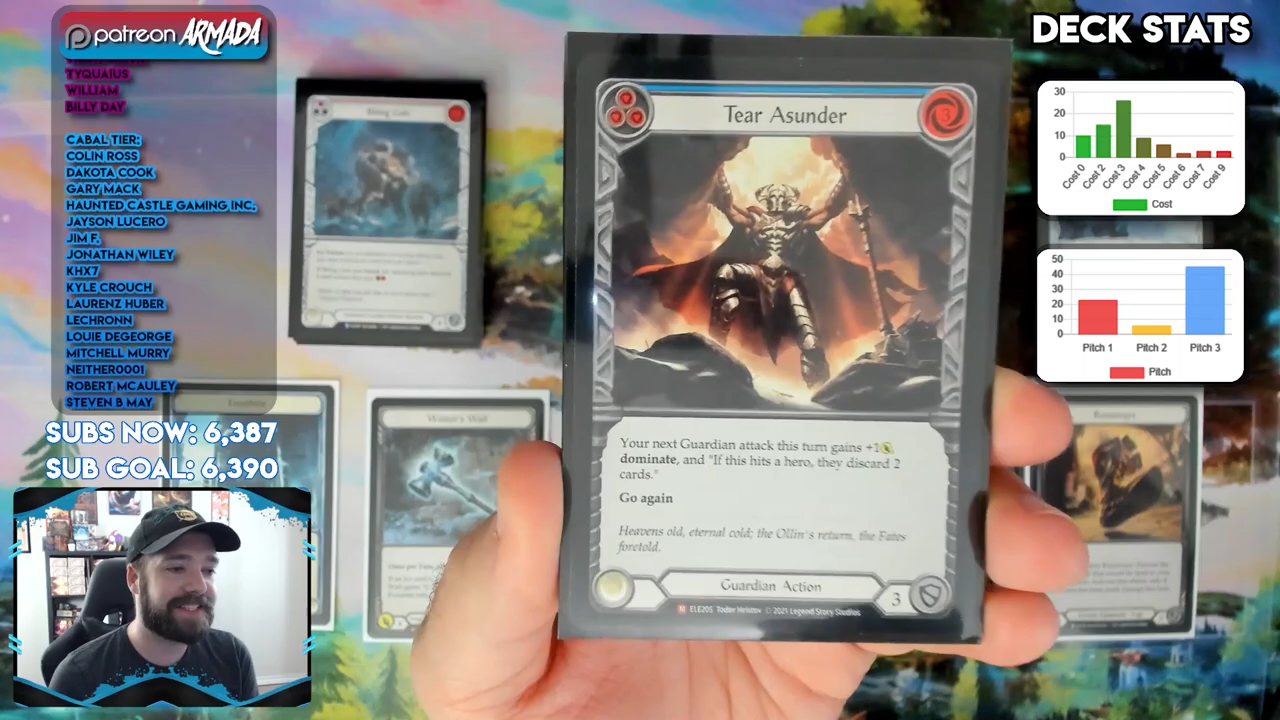 patreon ARMADA
TYQUAIUS
WILLIAM
BILLY DAY
CABAL TIER:
COLIN ROSS
DAKOTA COOK
GARY MACK
HAUNTED CASTLE GAMING INC.
JAYSON LUCERO
JIM F.
JONATHAN WILEY
KHX7
KYLE CROUCH
LAURENZ HUBER
LECHRONN
LOUIE DEGEORGE
MITCHELL MURRY
NEITHER0001
ROBERT MCAULEY
STEVEN B MAY
SUBS NOW: 6,387
SUB GOAL: 6,390
Winter's Wail
Tear Asunder
3
Your next Guardian attack this turn gains +1
dominate, and "If this hits a hero, they discard 2
cards."
Go again
Heavens old, eternal cold; the Ollin's return, the Fates
foretold.
Guardian Action
3
M ELE205 Todor Hristov © 2021 Legend Story Studios
DECK STATS
30
20
10
0
Cost 0
Cost 1
Cost 2
Cost 3
Cost 4
Cost 5
Cost 6
Cost 7
Cost 9
Cost
50
40
30
20
10
0
Pitch 1
Pitch 2
Pitch 3
Pitch